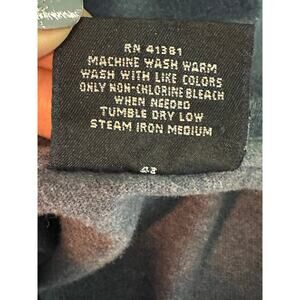 RN 41381
MACHINE WASH WARM
WASH WITH LIKE COLORS
ONLY NON-CHLORINE BLEACH
WHEN NEEDED
TUMBLE DRY LOW
STEAM IRON MEDIUM